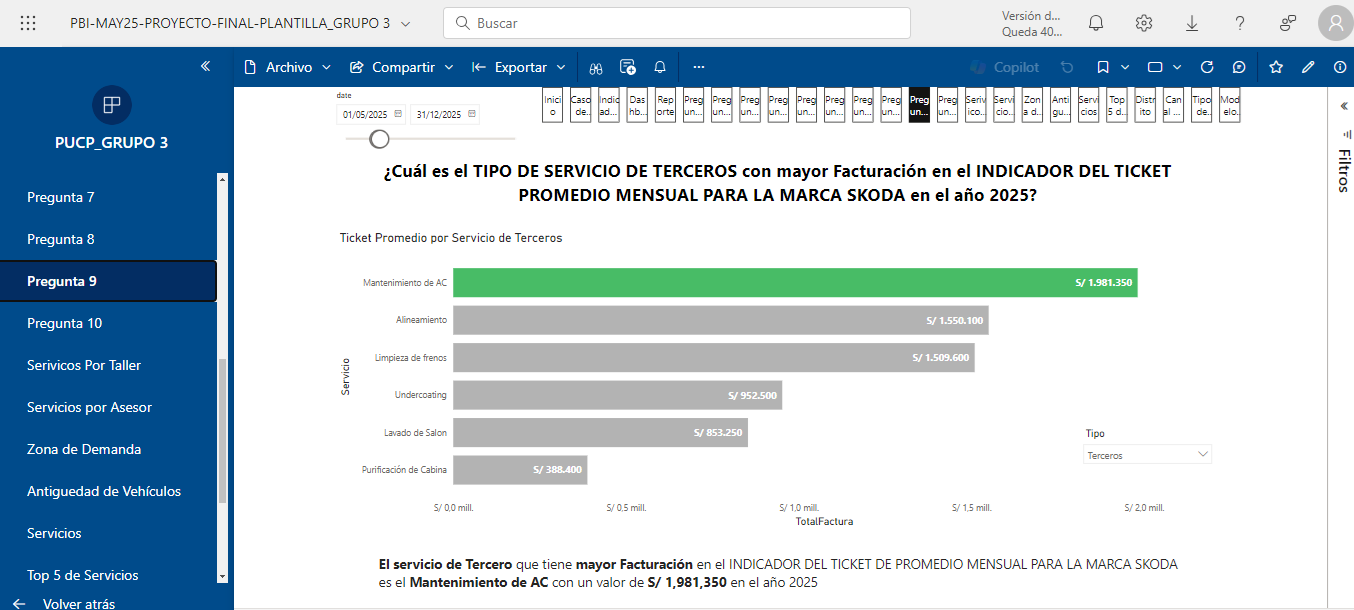 PBI-MAY25-PROYECTO-FINAL-PLANTILLA_GRUPO 3
Buscar
Versión d...
Queda 40...
Archivo
Compartir
Exportar
...
Copilot
PUCP_GRUPO 3
Pregunta 7
Pregunta 8
Pregunta 9
Pregunta 10
Serivicos Por Taller
Servicios por Asesor
Zona de Demanda
Antiguedad de Vehículos
Servicios
Top 5 de Servicios
Volver atrás
date
01/05/2025
31/12/2025
Inici
o
Caso
de..
Indic
ad...
Das
hb...
Rep
orte
Preg
un...
Preg
un...
Preg
un...
Preg
un...
Preg
un...
Preg
un...
Preg
un...
Preg
un...
Preg
un...
Preg
un...
Seriv
ico..
Servi
cio...
Zon
a d...
Anti
gu...
Servi
cios
Top
5 d..
Distr
ito
Can
al ...
Tipo
de..
Mod
elo.
¿Cuál es el TIPO DE SERVICIO DE TERCEROS con mayor Facturación en el INDICADOR DEL TICKET
PROMEDIO MENSUAL PARA LA MARCA SKODA en el año 2025?
Ticket Promedio por Servicio de Terceros
Servicio
Mantenimiento de AC
S/ 1.981.350
Alineamiento
S/ 1.550.100
Limpieza de frenos
S/ 1.509.600
Undercoating
S/ 952.500
Lavado de Salon
S/ 853.250
Purificación de Cabina
S/ 388.400
S/ 0,0 mill.
S/ 0,5 mill.
S/ 1,0 mill.
S/ 1,5 mill.
S/ 2,0 mill.
TotalFactura
Tipo
Terceros
El servicio de Tercero que tiene mayor Facturación en el INDICADOR DEL TICKET DE PROMEDIO MENSUAL PARA LA MARCA SKODA
es el Mantenimiento de AC con un valor de S/ 1,981,350 en el año 2025
Filtros